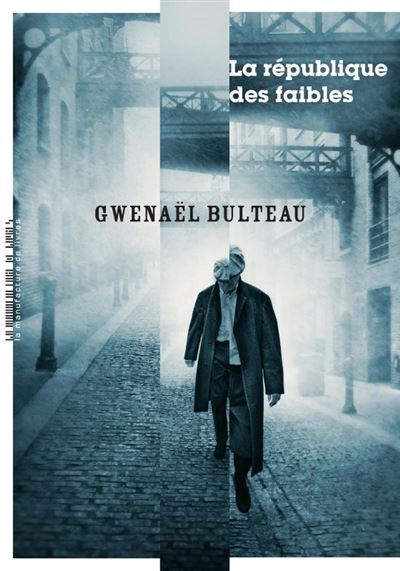 La république
des faibles
GWENAËL BULTEAU
la manufacture de livres